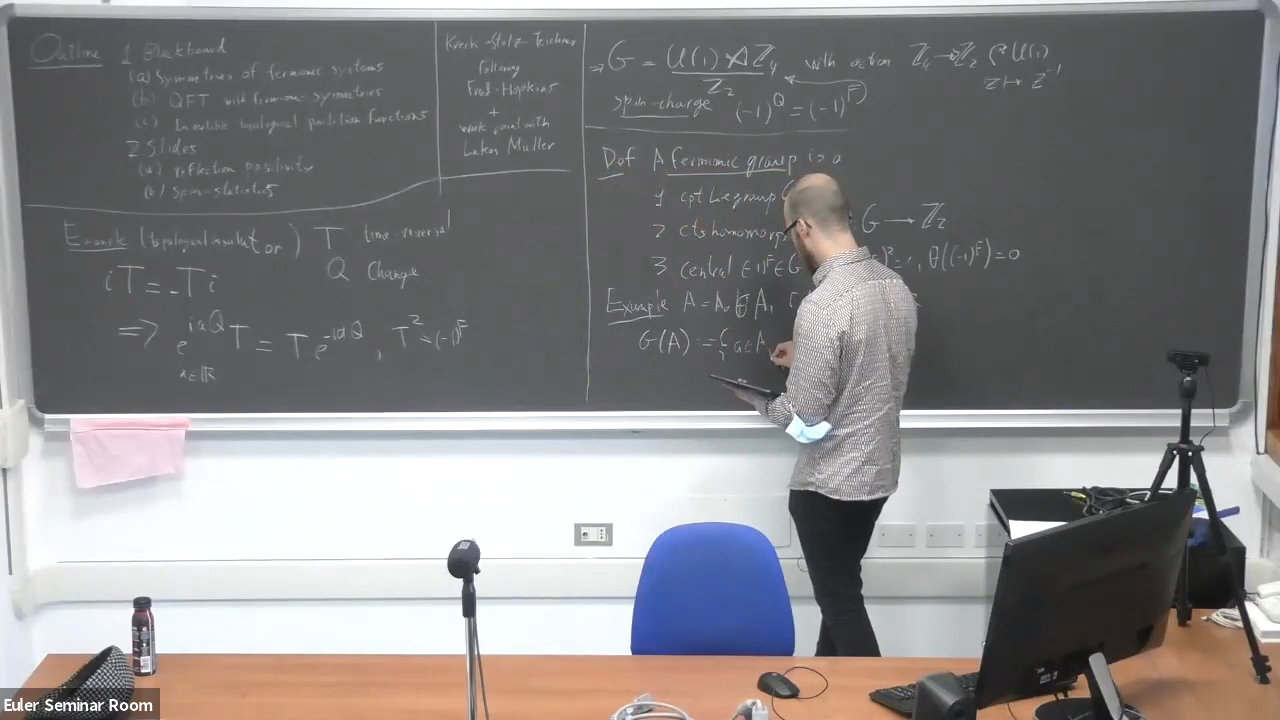 Outline 1 Blackboard
(a) Symmetries of fermionic systems
(b) QFT with fermionic symmetries
(c) Invertible topological partition functions
2 Slides
(a) reflection positivity
(b) spin-statistics
Kreck-Stolz-Teichner
following
Freed-Hopkins
+
work joint with
Lukas Müller
Example (topological insulator) T time-reversal
Q Charge
iT = -Ti
⟹ e^{iαQ} T = T e^{-iαQ}, T² = (-1)^F
α∈ℝ
G = U(1) ⋊ ℤ₄ / ℤ₂ with action ℤ₄ → ℤ₂ U(1)
z ↦ z⁻¹
spin-charge (-1)^Q = (-1)^F
Def A fermionic group is a
1 cpt Lie group
2 cts G → ℤ₂
3. central (-1)^F ∈ G )² = 1, θ((-1)^F) = 0
Example A = A₀ ⊕ A₁
G(A) := { a ∈ A
Euler Seminar Room